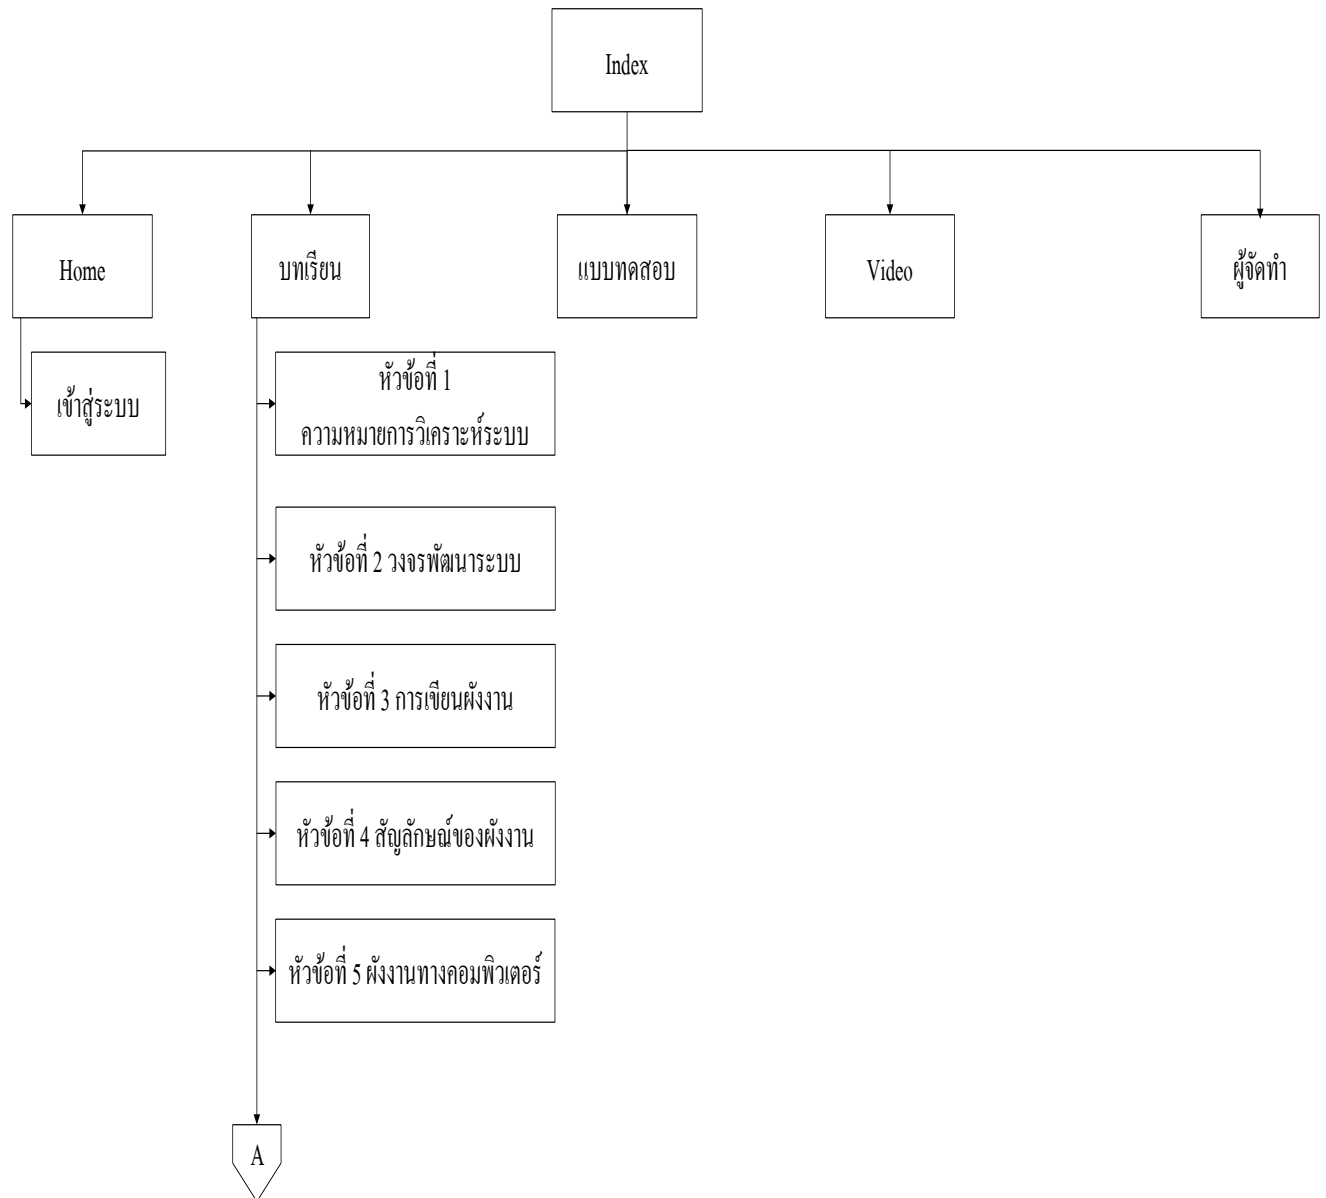 Index
Home
บทเรียน
แบบทดสอบ
Video
ผู้จัดทำ
เข้าสู่ระบบ
หัวข้อที่ 1
ความหมายการวิเคราะห์ระบบ
หัวข้อที่ 2 วงจรพัฒนาระบบ
หัวข้อที่ 3 การเขียนผังงาน
หัวข้อที่ 4 สัญลักษณ์ของผังงาน
หัวข้อที่ 5 ผังงานทางคอมพิวเตอร์
A